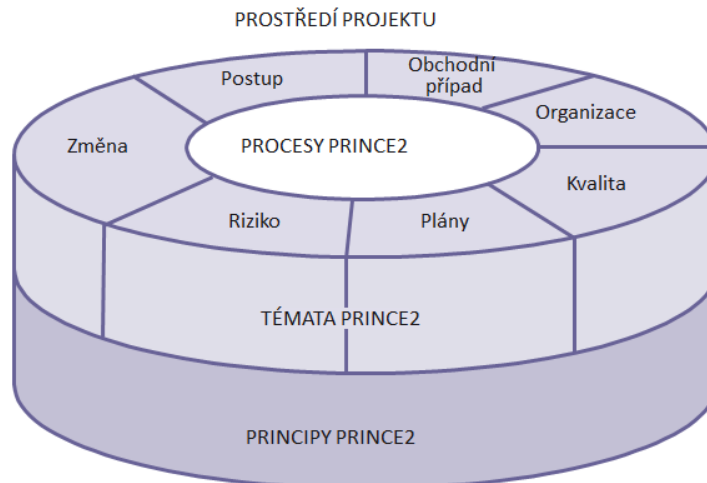 PROSTŘEDÍ PROJEKTU
Postup
Obchodní
případ
Organizace
Změna
PROCESY PRINCE2
Kvalita
Riziko
Plány
TÉMATA PRINCE2
PRINCIPY PRINCE2